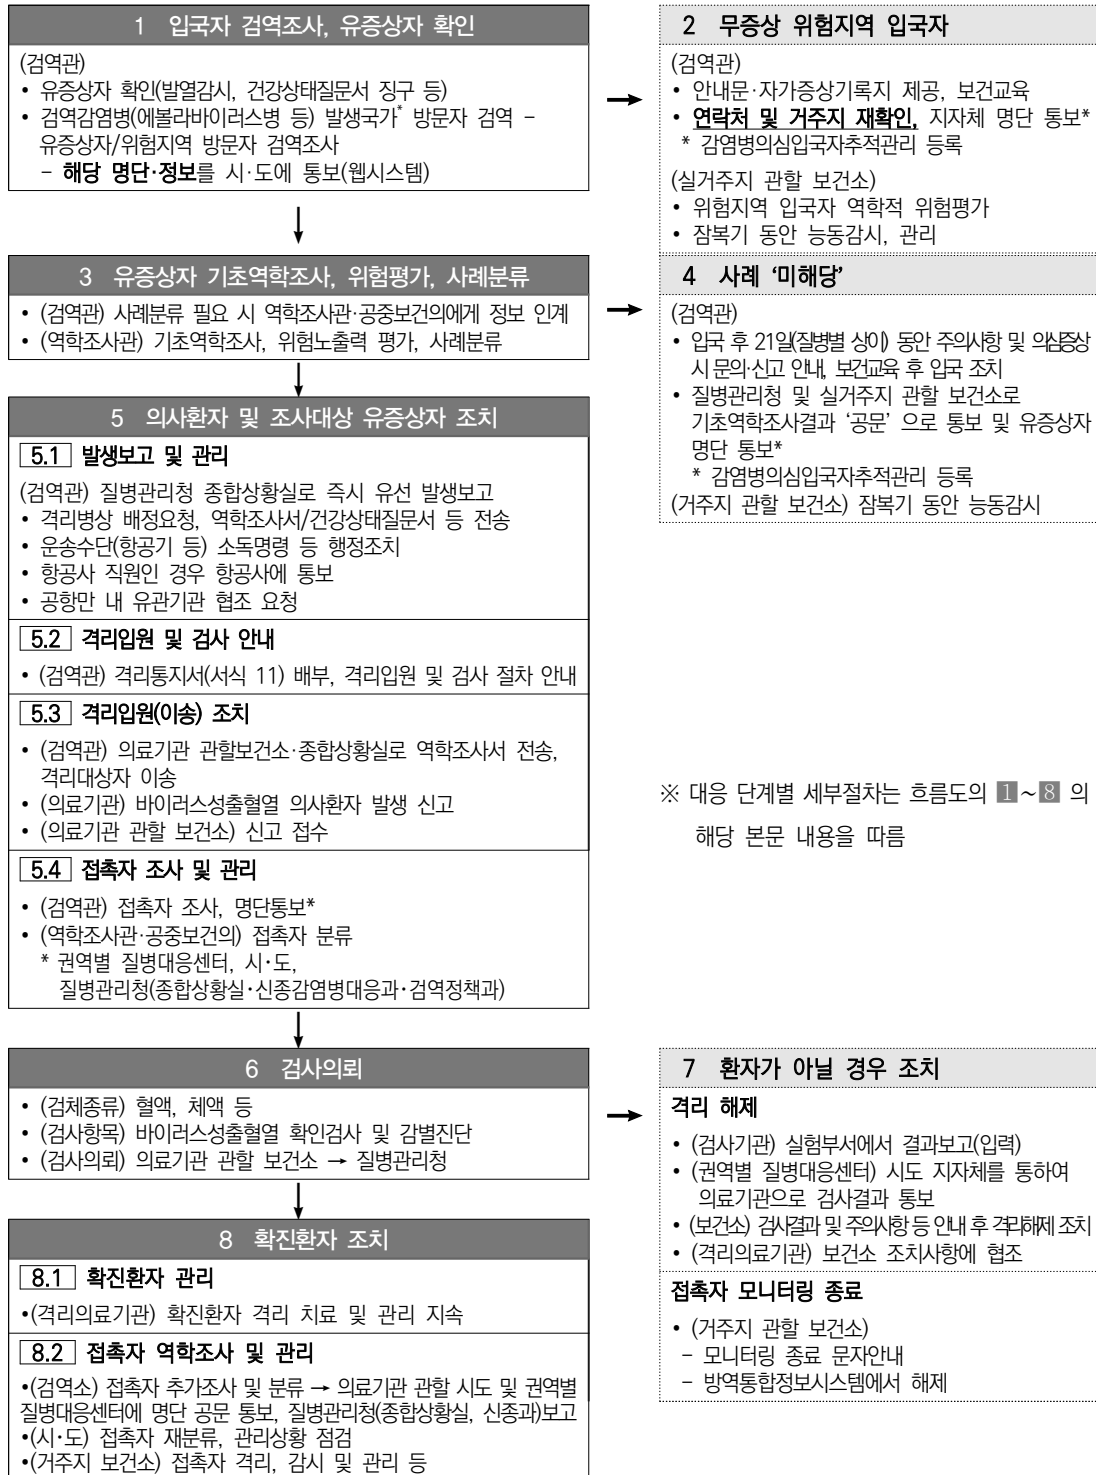 1 입국자 검역조사, 유증상자 확인
(검역관)
• 유증상자 확인(발열감시, 건강상태질문서 징구 등)
• 검역감염병(에볼라바이러스병 등) 발생국가* 방문자 검역 –
유증상자/위험지역 방문자 검역조사
– 해당 명단·정보를 시·도에 통보(웹시스템)
2 무증상 위험지역 입국자
(검역관)
• 안내문·자가증상기록지 제공, 보건교육
• 연락처 및 거주지 재확인, 지자체 명단 통보*
* 감염병의심입국자추적관리 등록
(실거주지 관할 보건소)
• 위험지역 입국자 역학적 위험평가
• 잠복기 동안 능동감시, 관리
3 유증상자 기초역학조사, 위험평가, 사례분류
• (검역관) 사례분류 필요 시 역학조사관·공중보건의에게 정보 인계
• (역학조사관) 기초역학조사, 위험노출력 평가, 사례분류
4 사례 ‘미해당’
(검역관)
• 입국 후 21일(질병별 상이) 동안 주의사항 및 의심증상
시 문의·신고 안내, 보건교육 후 입국 조치
• 질병관리청 및 실거주지 관할 보건소로
기초역학조사결과 ‘공문’ 으로 통보 및 유증상자
명단 통보*
* 감염병의심입국자추적관리 등록
(거주지 관할 보건소) 잠복기 동안 능동감시
5 의사환자 및 조사대상 유증상자 조치
5.1 발생보고 및 관리
(검역관) 질병관리청 종합상황실로 즉시 유선 발생보고
• 격리병상 배정요청, 역학조사서/건강상태질문서 등 전송
• 운송수단(항공기 등) 소독명령 등 행정조치
• 항공사 직원인 경우 항공사에 통보
• 공항만 내 유관기관 협조 요청
5.2 격리입원 및 검사 안내
• (검역관) 격리통지서(서식 11) 배부, 격리입원 및 검사 절차 안내
5.3 격리입원(이송) 조치
• (검역관) 의료기관 관할보건소·종합상황실로 역학조사서 전송,
격리대상자 이송
• (의료기관) 바이러스성출혈열 의사환자 발생 신고
• (의료기관 관할 보건소) 신고 접수
5.4 접촉자 조사 및 관리
• (검역관) 접촉자 조사, 명단통보*
• (역학조사관·공중보건의) 접촉자 분류
* 권역별 질병대응센터, 시·도,
질병관리청(종합상황실·신종감염병대응과·검역정책과)
※ 대응 단계별 세부절차는 흐름도의 1~8 의
해당 본문 내용을 따름
6 검사의뢰
• (검체종류) 혈액, 체액 등
• (검사항목) 바이러스성출혈열 확인검사 및 감별진단
• (검사의뢰) 의료기관 관할 보건소 → 질병관리청
7 환자가 아닐 경우 조치
격리 해제
• (검사기관) 실험부서에서 결과보고(입력)
• (권역별 질병대응센터) 시도 지자체를 통하여
의료기관으로 검사결과 통보
• (보건소) 검사결과 및 주의사항 등 안내 후 격리해제 조치
• (격리의료기관) 보건소 조치사항에 협조
접촉자 모니터링 종료
• (거주지 관할 보건소)
– 모니터링 종료 문자안내
– 방역통합정보시스템에서 해제
8 확진환자 조치
8.1 확진환자 관리
•(격리의료기관) 확진환자 격리 치료 및 관리 지속
8.2 접촉자 역학조사 및 관리
•(검역소) 접촉자 추가조사 및 분류 → 의료기관 관할 시도 및 권역별
질병대응센터에 명단 공문 통보, 질병관리청(종합상황실, 신종과)보고
•(시·도) 접촉자 재분류, 관리상황 점검
•(거주지 보건소) 접촉자 격리, 감시 및 관리 등